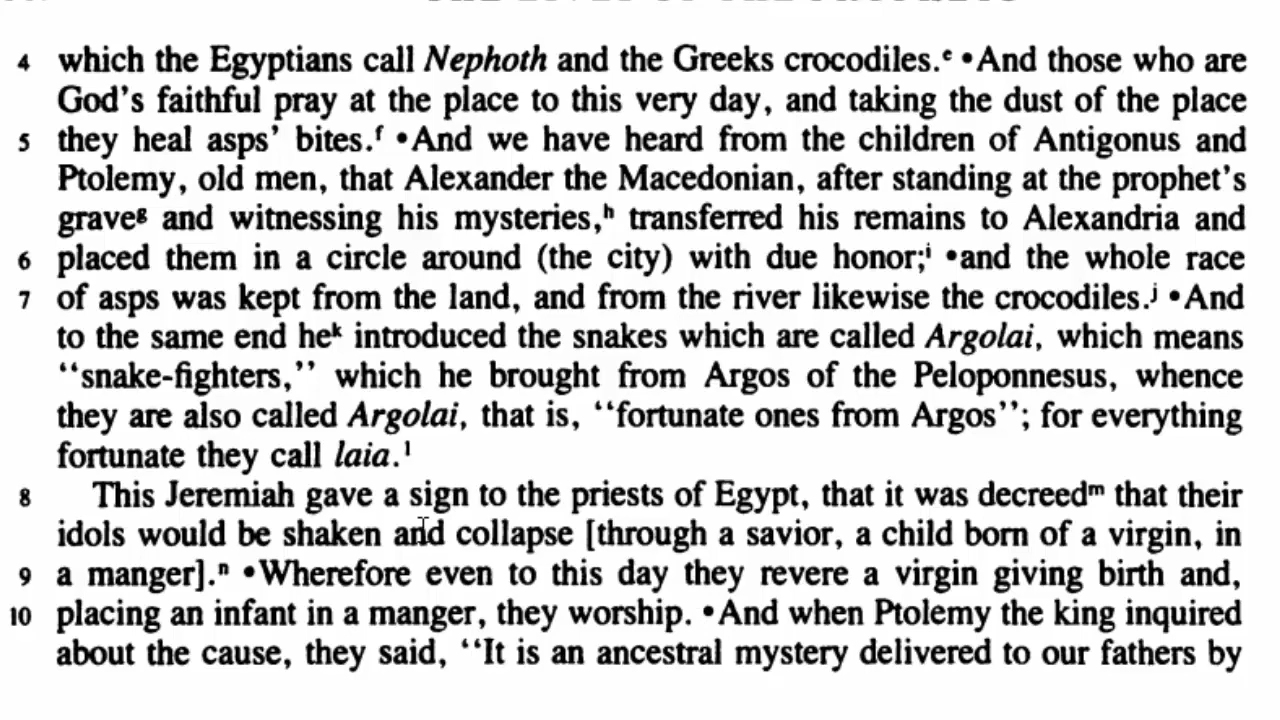 4 which the Egyptians call Nephoth and the Greeks crocodiles.ᵉ •And those who are
God's faithful pray at the place to this very day, and taking the dust of the place
5 they heal asps' bites.ᶠ •And we have heard from the children of Antigonus and
Ptolemy, old men, that Alexander the Macedonian, after standing at the prophet's
graveᵍ and witnessing his mysteries,ʰ transferred his remains to Alexandria and
6 placed them in a circle around (the city) with due honor;ⁱ •and the whole race
7 of asps was kept from the land, and from the river likewise the crocodiles.ʲ •And
to the same end heᵏ introduced the snakes which are called Argolai, which means
“snake-fighters,” which he brought from Argos of the Peloponnesus, whence
they are also called Argolai, that is, “fortunate ones from Argos”; for everything
fortunate they call laia.ˡ
8 This Jeremiah gave a sign to the priests of Egypt, that it was decreedᵐ that their
idols would be shaken and collapse [through a savior, a child born of a virgin, in
9 a manger].ⁿ •Wherefore even to this day they revere a virgin giving birth and,
10 placing an infant in a manger, they worship. •And when Ptolemy the king inquired
about the cause, they said, “It is an ancestral mystery delivered to our fathers by